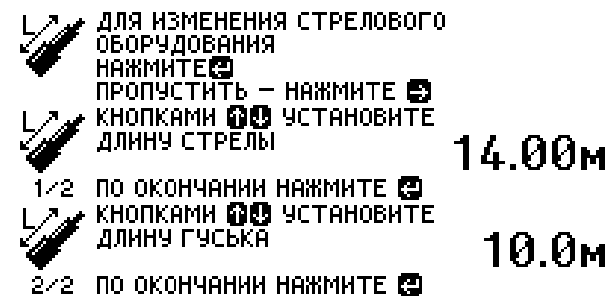 L ДЛЯ ИЗМЕНЕНИЯ СТРЕЛОВОГО
ОБОРУДОВАНИЯ
НАЖМИТЕ ↵
ПРОПУСТИТЬ – НАЖМИТЕ →
L КНОПКАМИ ↑ ↓ УСТАНОВИТЕ
ДЛИНУ СТРЕЛЫ 14.00м
1/2 ПО ОКОНЧАНИИ НАЖМИТЕ ↵
L КНОПКАМИ ↑ ↓ УСТАНОВИТЕ
ДЛИНУ ГУСЬКА 10.0м
2/2 ПО ОКОНЧАНИИ НАЖМИТЕ ↵